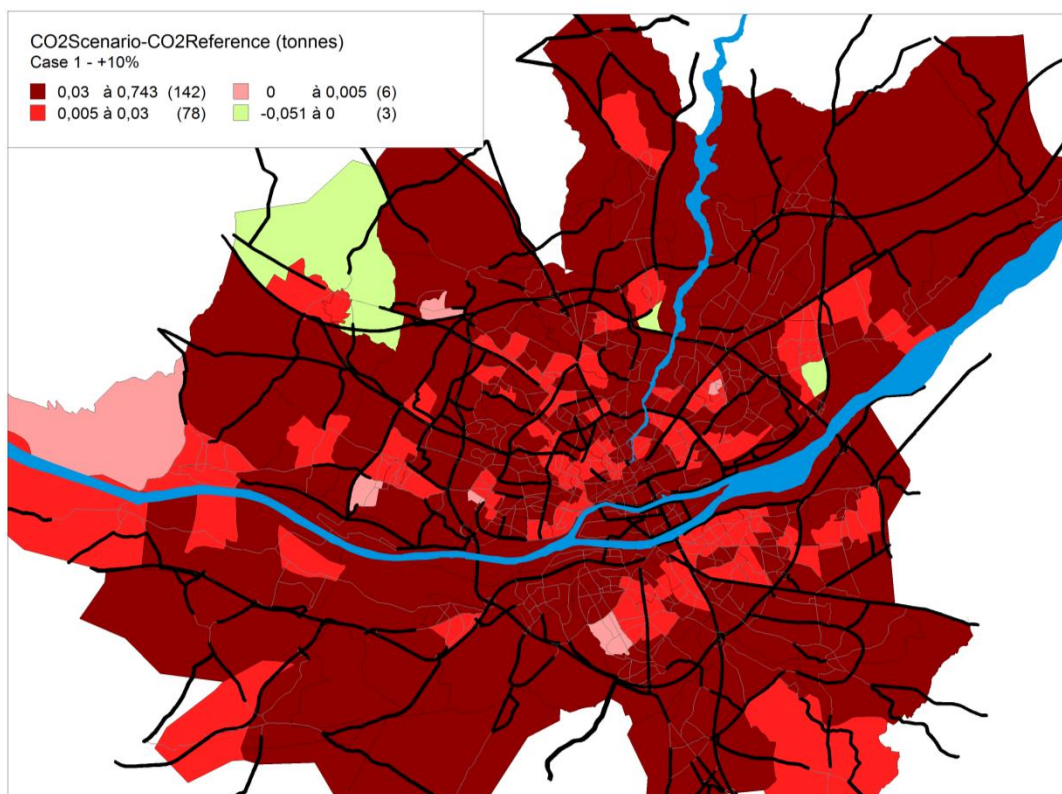 CO2Scenario-CO2Reference (tonnes)
Case 1 - +10%
0,03 à 0,743 (142)
0,005 à 0,03 (78)
0 à 0,005 (6)
-0,051 à 0 (3)